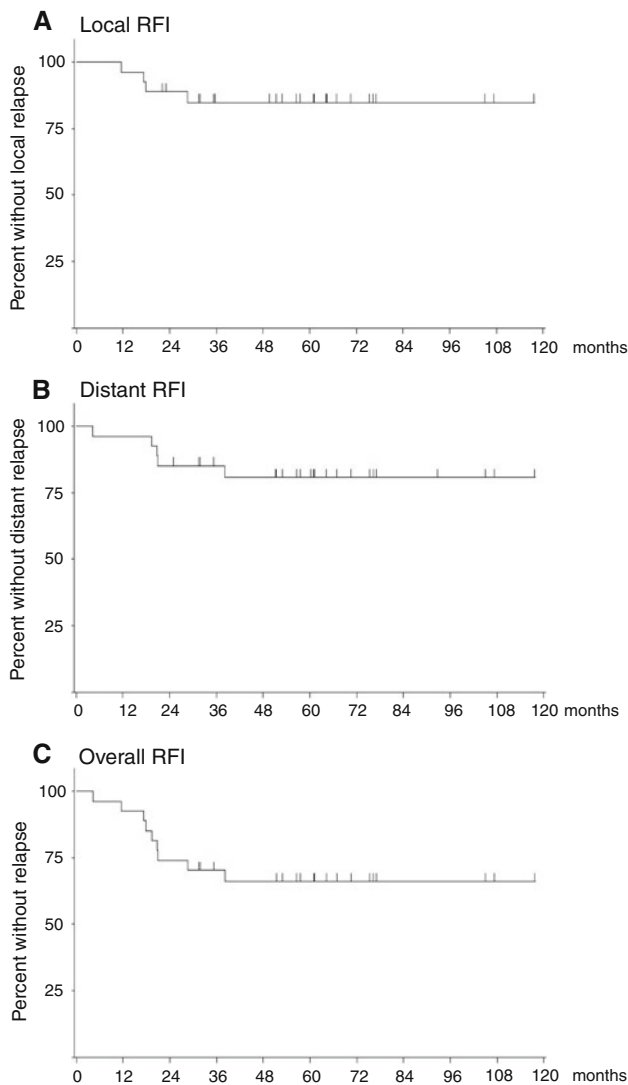 A Local RFI
100
75
50
25
Percent without local relapse
0 12 24 36 48 60 72 84 96 108 120 months
B Distant RFI
100
75
50
25
Percent without distant relapse
0 12 24 36 48 60 72 84 96 108 120 months
C Overall RFI
100
75
50
25
Percent without relapse
0 12 24 36 48 60 72 84 96 108 120 months